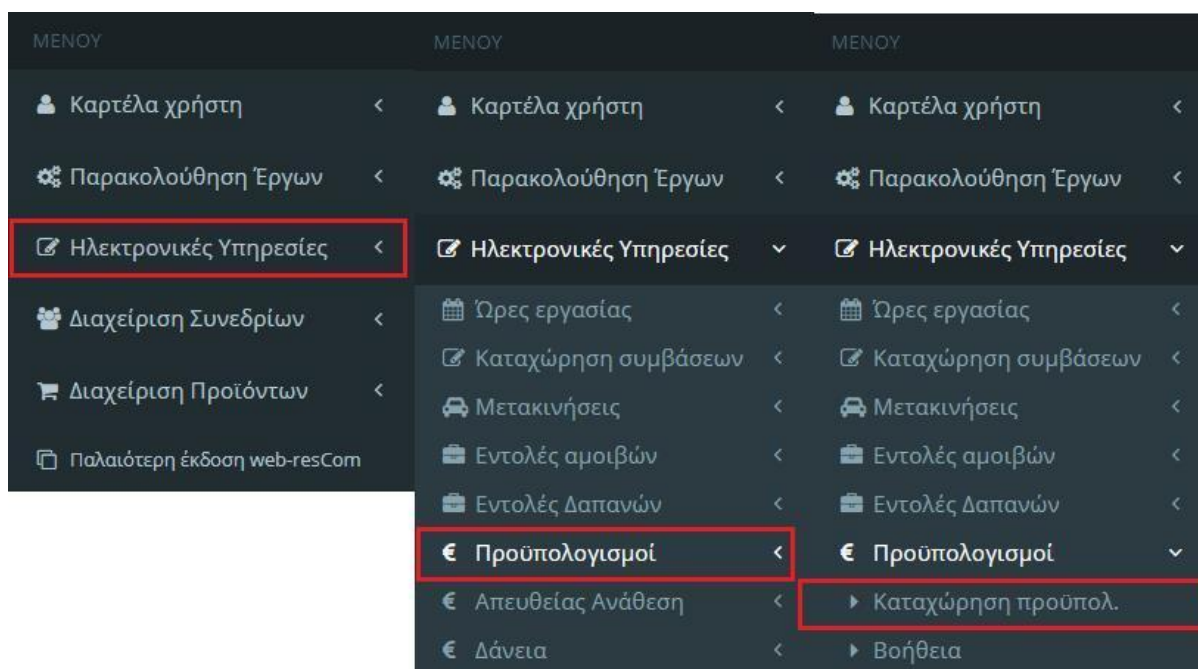 ΜΕΝΟΥ
Καρτέλα χρήστη
Παρακολούθηση Έργων
Ηλεκτρονικές Υπηρεσίες
Διαχείριση Συνεδρίων
Διαχείριση Προϊόντων
Παλαιότερη έκδοση web-resCom
ΜΕΝΟΥ
Καρτέλα χρήστη
Παρακολούθηση Έργων
Ηλεκτρονικές Υπηρεσίες
Ώρες εργασίας
Καταχώρηση συμβάσεων
Μετακινήσεις
Εντολές αμοιβών
Εντολές Δαπανών
€ Προϋπολογισμοί
€ Απευθείας Ανάθεση
€ Δάνεια
ΜΕΝΟΥ
Καρτέλα χρήστη
Παρακολούθηση Έργων
Ηλεκτρονικές Υπηρεσίες
Ώρες εργασίας
Καταχώρηση συμβάσεων
Μετακινήσεις
Εντολές αμοιβών
Εντολές Δαπανών
€ Προϋπολογισμοί
Καταχώρηση προϋπολ.
Βοήθεια